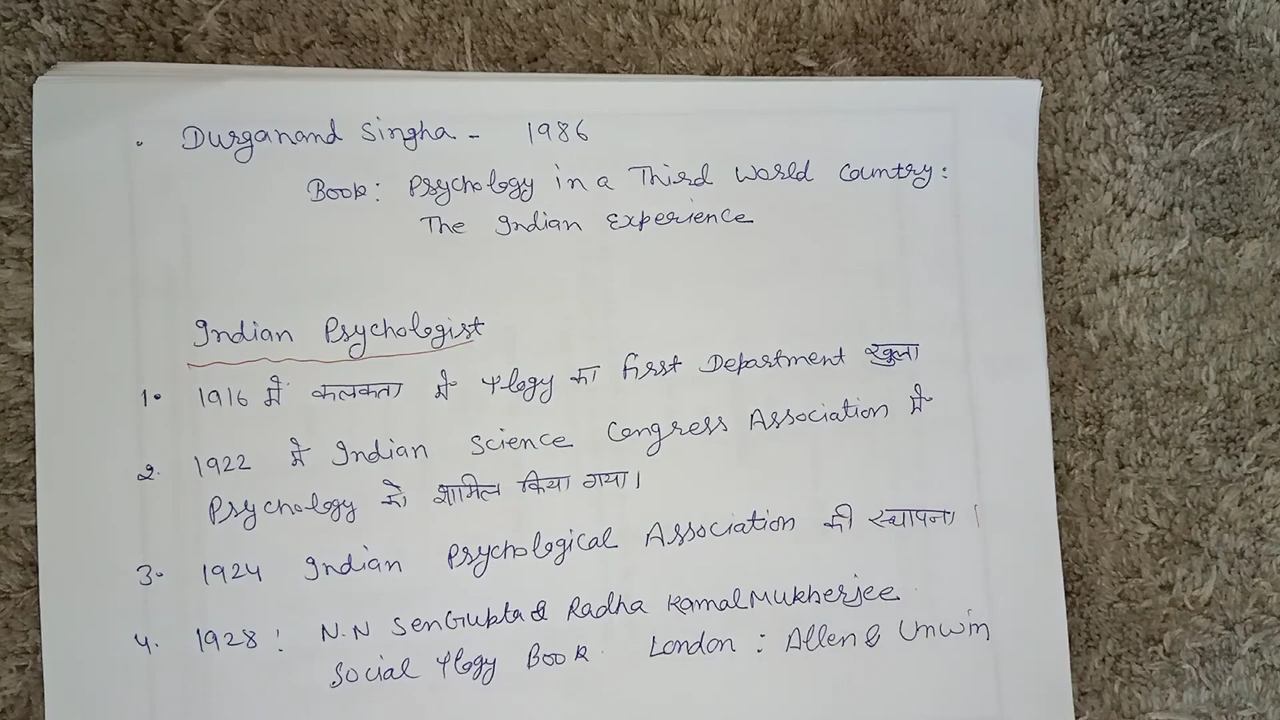 Durganand Singha - 1986
Book: Psychology in a Third World Country:
The Indian Experience
Indian Psychologist
1. 1916 में कलकता में Ψlogy का first Department खुला
2. 1922 में Indian Science Congress Association में
Psychology को शामिल किया गया।
3. 1924 Indian Psychological Association की स्थापना।
4. 1928: N.N SenGupta & Radha Kamal Mukherjee
Social Ψlogy Book. London: Allen & Unwin